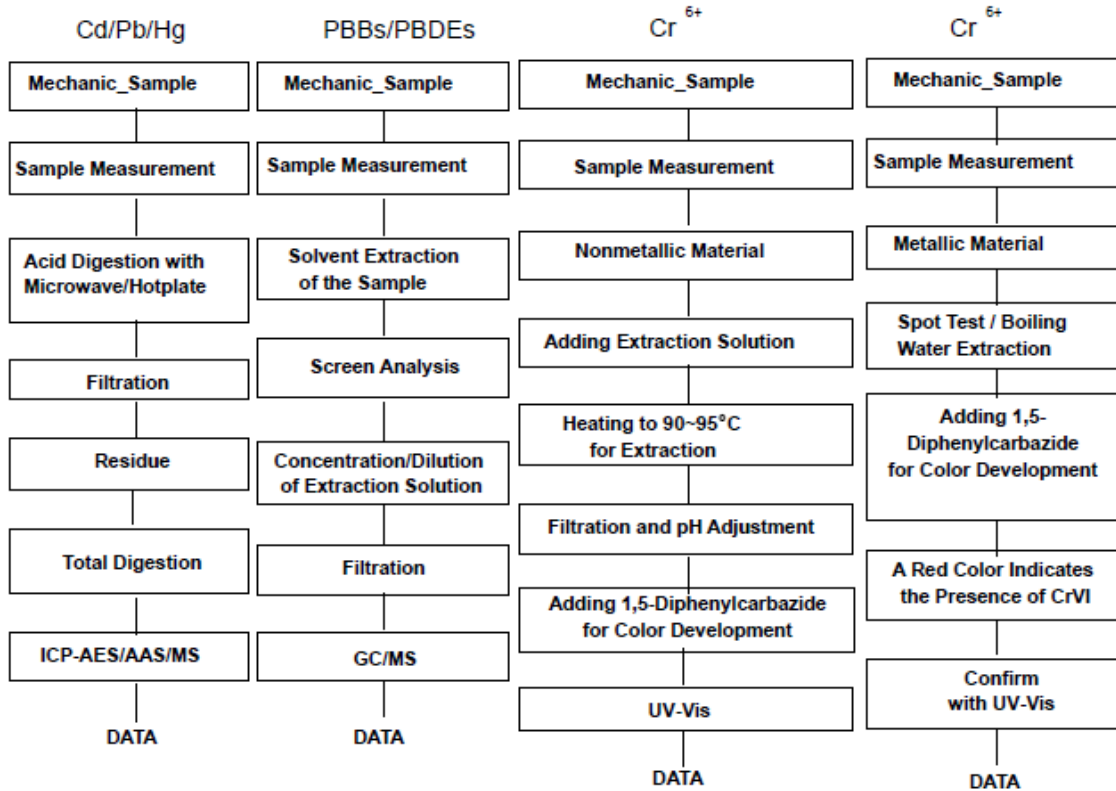 Cd/Pb/Hg
Mechanic_Sample
Sample Measurement
Acid Digestion with
Microwave/Hotplate
Filtration
Residue
Total Digestion
ICP-AES/AAS/MS
DATA
PBBs/PBDEs
Mechanic_Sample
Sample Measurement
Solvent Extraction
of the Sample
Screen Analysis
Concentration/Dilution
of Extraction Solution
Filtration
GC/MS
DATA
Cr 6+
Mechanic_Sample
Sample Measurement
Nonmetallic Material
Adding Extraction Solution
Heating to 90~95°C
for Extraction
Filtration and pH Adjustment
Adding 1,5-Diphenylcarbazide
for Color Development
UV-Vis
DATA
Cr 6+
Mechanic_Sample
Sample Measurement
Metallic Material
Spot Test / Boiling
Water Extraction
Adding 1,5-
Diphenylcarbazide
for Color Development
A Red Color Indicates
the Presence of CrVI
Confirm
with UV-Vis
DATA